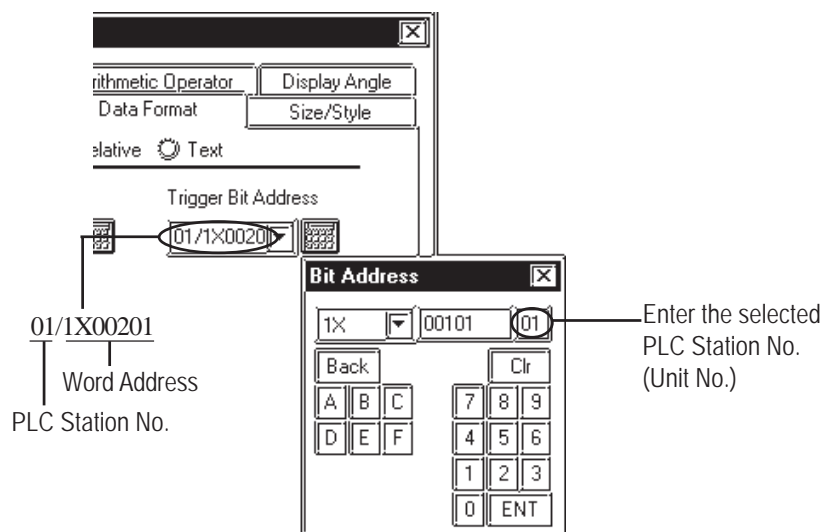 rithmetic Operator Display Angle
Data Format Size/Style
elative Text
Trigger Bit Address
01/1X0020
Bit Address
1X 00101 01
Back Clr
A B C 7 8 9
D E F 4 5 6
1 2 3
0 ENT
01/1X00201
Word Address
PLC Station No.
Enter the selected
PLC Station No.
(Unit No.)